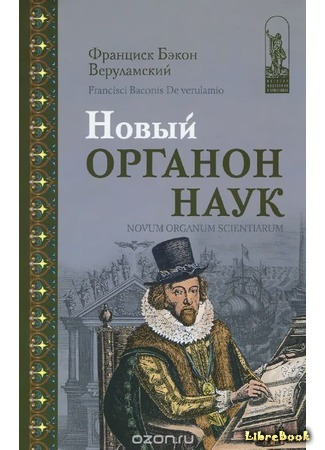 Франциск Бэкон
Веруламский
Francisci Baconis De verulamio
Новый
ОРГАНОН
НАУК
NOVUM ORGANUM SCIENTIARUM
ozon.ru
LibreBook